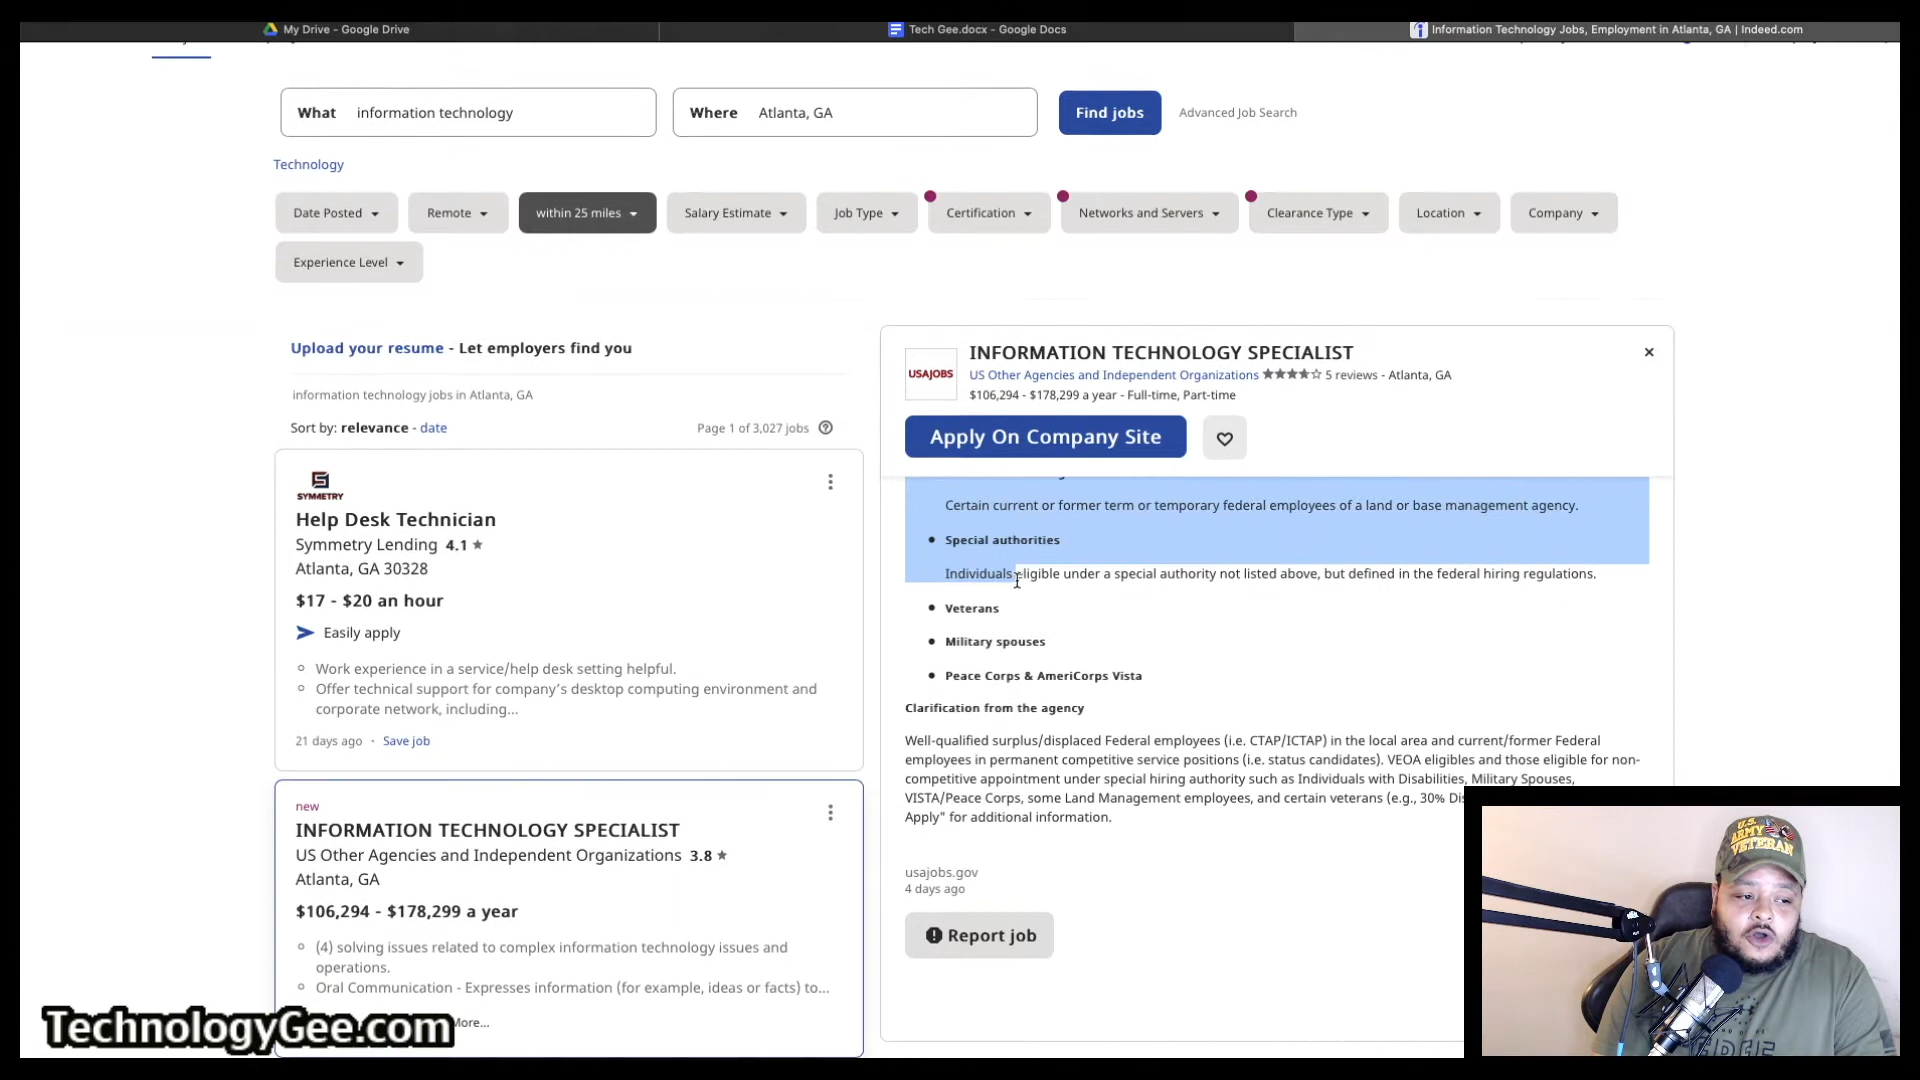 My Drive - Google Drive
Tech Gee.docx - Google Docs
Information Technology Jobs, Employment in Atlanta, GA | Indeed.com
What information technology
Where Atlanta, GA
Find jobs
Advanced Job Search
Technology
Date Posted
Remote
within 25 miles
Salary Estimate
Job Type
Certification
Networks and Servers
Clearance Type
Location
Company
Experience Level
Upload your resume - Let employers find you
information technology jobs in Atlanta, GA
Sort by: relevance - date
Page 1 of 3,027 jobs
SYMMETRY
Help Desk Technician
Symmetry Lending 4.1
Atlanta, GA 30328
$17 - $20 an hour
Easily apply
Work experience in a service/help desk setting helpful.
Offer technical support for company's desktop computing environment and
corporate network, including...
21 days ago · Save job
new
INFORMATION TECHNOLOGY SPECIALIST
US Other Agencies and Independent Organizations 3.8
Atlanta, GA
$106,294 - $178,299 a year
(4) solving issues related to complex information technology issues and
operations.
Oral Communication - Expresses information (for example, ideas or facts) to...
More...
TechnologyGee.com
USAJOBS
INFORMATION TECHNOLOGY SPECIALIST
US Other Agencies and Independent Organizations 5 reviews - Atlanta, GA
$106,294 - $178,299 a year - Full-time, Part-time
Apply On Company Site
Certain current or former term or temporary federal employees of a land or base management agency.
Special authorities
Individuals eligible under a special authority not listed above, but defined in the federal hiring regulations.
Veterans
Military spouses
Peace Corps & AmeriCorps Vista
Clarification from the agency
Well-qualified surplus/displaced Federal employees (i.e. CTAP/ICTAP) in the local area and current/former Federal
employees in permanent competitive service positions (i.e. status candidates). VEOA eligibles and those eligible for non-
competitive appointment under special hiring authority such as Individuals with Disabilities, Military Spouses,
VISTA/Peace Corps, some Land Management employees, and certain veterans (e.g., 30%
Apply" for additional information.
usajobs.gov
4 days ago
Report job
U.S.
ARMY
VETERAN